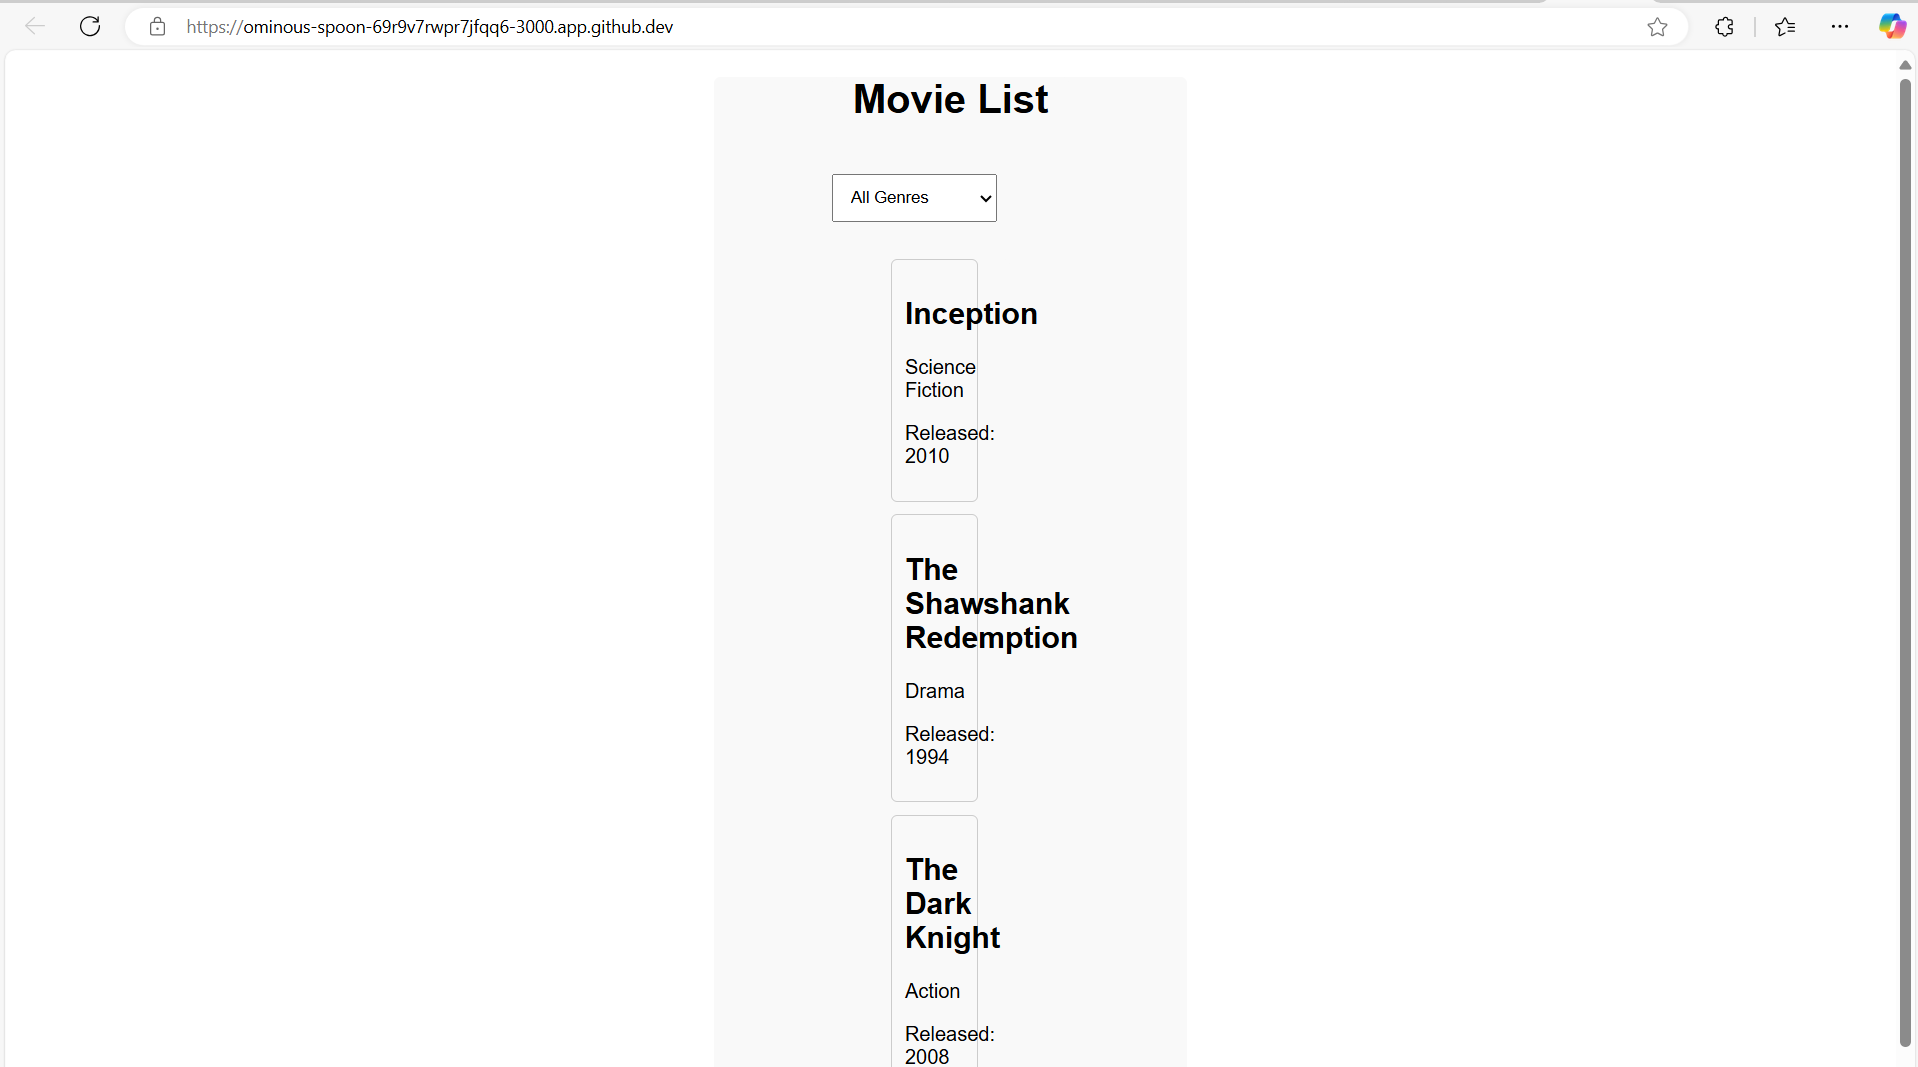 https://ominous-spoon-69r9v7rwpr7jfqq6-3000.app.github.dev
Movie List
All Genres
Inception
Science
Fiction
Released:
2010
The
Shawshank
Redemption
Drama
Released:
1994
The
Dark
Knight
Action
Released:
2008